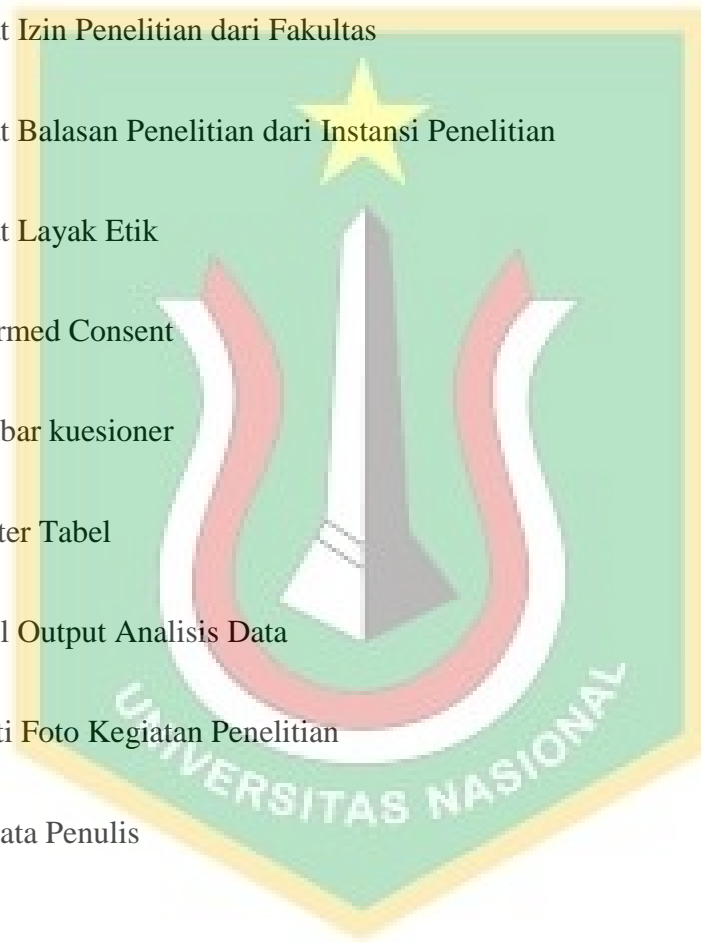 t Izin Penelitian dari Fakultas
t Balasan Penelitian dari Instansi Penelitian
t Layak Etik
rmed Consent
bar kuesioner
ter Tabel
l Output Analisis Data
ti Foto Kegiatan Penelitian
ata Penulis
UNIVERSITAS NASIONAL